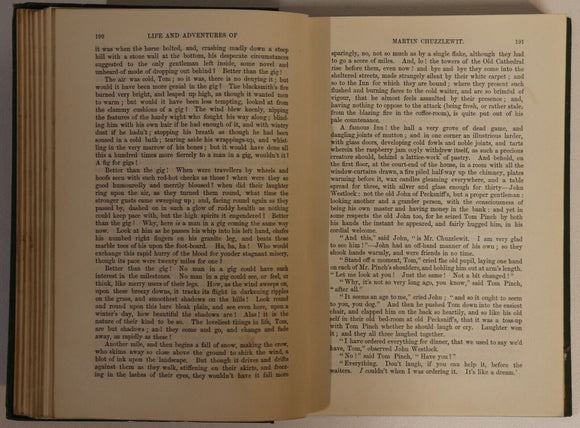 190 LIFE AND ADVENTURES OF
it was when the horse bolted, and, crashing madly down a steep
hill with a stone wall at the bottom, his desperate circumstances
suggested to the only gentleman left inside, some novel and
unheard-of mode of dropping out behind? Better than the gig!
The air was cold, Tom; so it was, there is no denying it; but
would it have been more genial in the gig? The blacksmith's fire
burned very bright, and leaped up high, as though it wanted men
to warm; but would it have been less tempting, looked at from
the clammy cushions of a gig? The wind blew keenly, nipping
the features of the hardy wight who fought his way along; blind-
ing him with his own hair if he had enough of it, and with wintry
dust if he hadn't; stopping his breath as though he had been
soused in a cold bath; tearing aside his wrappings-up, and whist-
ling in the very marrow of his bones; but it would have done all
this a hundred times more fiercely to a man in a gig, wouldn't it?
A fig for gigs!
Better than the gig! When were travellers by wheels and
hoofs seen with such red-hot cheeks as those? when were they so
good humouredly and merrily bloused? when did their laughter
ring upon the air, as they turned them round, what time the
stronger gusts came sweeping up; and, facing round again as they
passed by, dashed on in such a glow of ruddy health as nothing
could keep pace with, but the high spirits it engendered? Better
than the gig! Why, here is a man in a gig coming the same way
now. Look at him as he passes his whip into his left hand, chafes
his numbed right fingers on his granite leg, and beats those
marble toes of his upon the foot-board. Ha, ha, ha! Who would
exchange this rapid hurry of the blood for yonder stagnant misery,
though its pace were twenty miles for one?
Better than the gig! No man in a gig could have such
interest in the milestones. No man in a gig could see, or feel, or
think, like merry users of their legs. How, as the wind sweeps on,
upon these breezy downs, it tracks its flight in darkening ripples
on the grass, and smoothest shadows on the hills! Look round
and round upon this bare bleak plain, and see even here, upon a
winter's day, how beautiful the shadows are! Alas! it is the
nature of their kind to be so. The loveliest things in life, Tom,
are but shadows; and they come and go, and change and fade
away, as rapidly as these!
Another mile, and then begins a fall of snow, making the crow,
who skims away so close above the ground to shirk the wind, a
blot of ink upon the landscape. But though it drives and drifts
against them as they walk, stiffening on their skirts, and freez-
ing in the lashes of their eyes, they wouldn't have it fall more
MARTIN CHUZZLEWIT. 191
sparingly, no, not so much as by a single flake, although they had
to go a score of miles. And, lo! the towers of the Old Cathedral
rise before them, even now! and bye and bye they come into the
sheltered streets, made strangely silent by their white carpet; and
so to the Inn for which they are bound; where they present such
flushed and burning faces to the cold waiter, and are so brimful of
vigour, that he almost feels assaulted by their presence; and,
having nothing to oppose to the attack (being fresh, or rather stale,
from the blazing fire in the coffee-room), is quite put out of his
pale countenance.
A famous Inn! the hall a very grove of dead game, and
dangling joints of mutton; and in one corner an illustrious larder,
with glass doors, developing cold fowls and noble joints, and tarts
wherein the raspberry jam coyly withdrew itself, as such a precious
creature should, behind a lattice-work of pastry. And behold, on
the first floor, at the court-end of the house, in a room with all the
window-curtains drawn, a fire piled half-way up the chimney, plates
warming before it, wax candles gleaming everywhere, and a table
spread for three, with silver and glass enough for thirty—John
Westlock: not the old John of Pecksniff's, but a proper gentleman:
looking another and a grander person, with the consciousness of
being his own master and having money in the bank: and yet in
some respects the old John too, for he seized Tom Pinch by both
his hands the instant he appeared, and fairly hugged him, in his
cordial welcome.
"And this," said John, "is Mr. Chuzzlewit. I am very glad
to see him!"—John had an off-hand manner of his own; so they
shook hands warmly, and were friends in no time.
"Stand off a moment, Tom," cried the old pupil, laying one hand
on each of Mr. Pinch's shoulders, and holding him out at arm's length.
"Let me look at you! Just the same! Not a bit changed!"
"Why, it's not so very long ago, you know," said Tom Pinch,
"after all."
"It seems an age to me," cried John; "and so it ought to seem
to you, you dog." And then he pushed Tom down into the easiest
chair, and clapped him on the back so heartily, and so like his old
self in their old bed-room at old Pecksniff's, that it was a toss-up
with Tom Pinch whether he should laugh or cry. Laughter won
it; and they all three laughed together.
"I have ordered everything for dinner, that we used to say we'd
have, Tom," observed John Westlock.
"No!" said Tom Pinch, "Have you?"
"Everything. Don't laugh, if you can help it, before the
waiters. I couldn't when I was ordering it. It's like a dream."